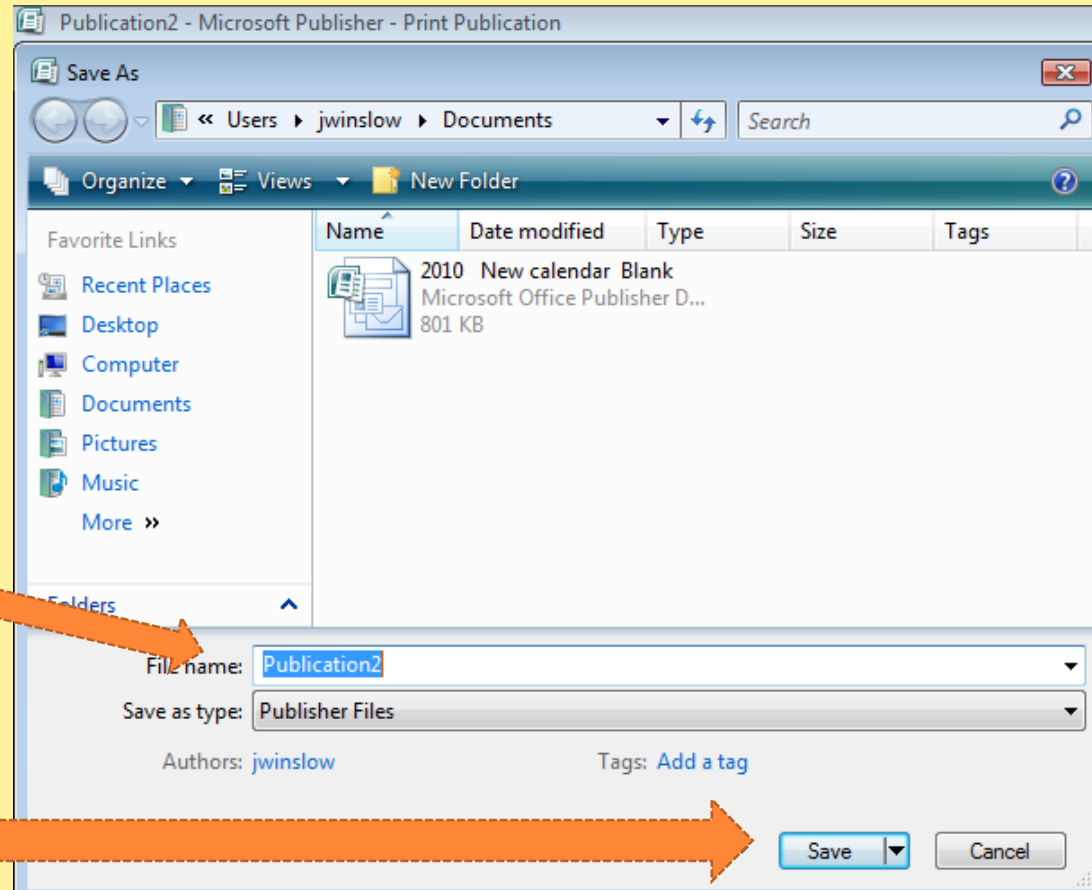 Publication2 - Microsoft Publisher - Print Publication
Save As
« Users ▸ jwinslow ▸ Documents
Search
Organize
Views
New Folder
Favorite Links
Recent Places
Desktop
Computer
Documents
Pictures
Music
More »
Folders
Name Date modified Type Size Tags
2010 New calendar Blank
Microsoft Office Publisher D...
801 KB
File name: Publication2
Save as type: Publisher Files
Authors: jwinslow Tags: Add a tag
Save Cancel